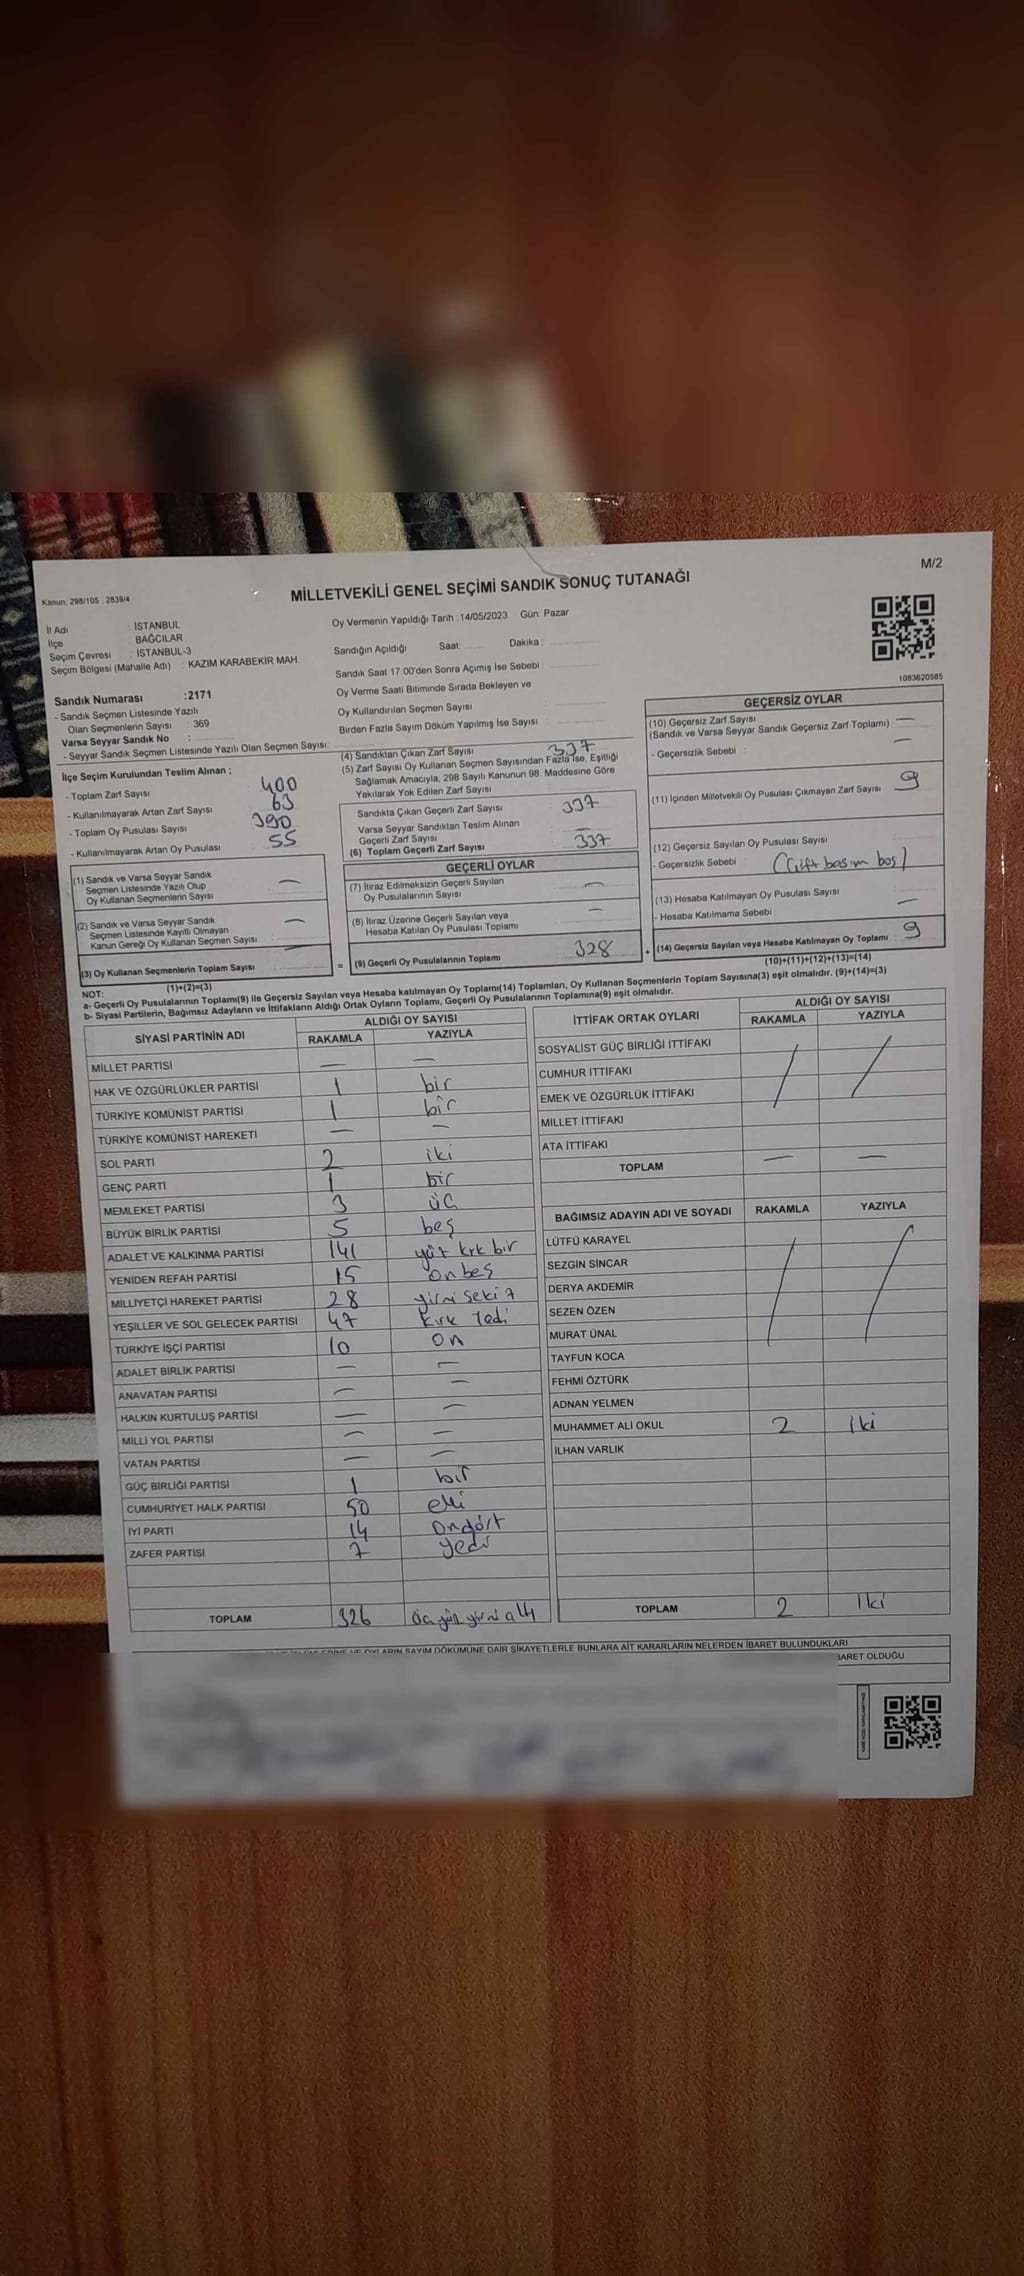 M/2
Kanun: 298/105 , 2839/4
MİLLETVEKİLİ GENEL SEÇİMİ SANDIK SONUÇ TUTANAĞI
İl Adı : İSTANBUL
İlçe : BAĞCILAR
Seçim Çevresi : İSTANBUL-3
Seçim Bölgesi (Mahalle Adı) : KAZIM KARABEKİR MAH.
Oy Vermenin Yapıldığı Tarih :14/05/2023 Gün: Pazar
Sandığın Açıldığı Saat: Dakika :
Sandık Saat 17:00'den Sonra Açımış İse Sebebi :
Oy Verme Saati Bitiminde Sırada Bekleyen ve
Oy Kullandırılan Seçmen Sayısı :
Birden Fazla Sayım Döküm Yapılmış İse Sayısı :
1083620585
Sandık Numarası :2171
- Sandık Seçmen Listesinde Yazılı
Olan Seçmenlerin Sayısı : 369
Varsa Seyyar Sandık No :
- Seyyar Sandık Seçmen Listesinde Yazılı Olan Seçmen Sayısı:
İlçe Seçim Kurulundan Teslim Alınan ;
- Toplam Zarf Sayısı : 400
- Kullanılmayarak Artan Zarf Sayısı : 63
- Toplam Oy Pusulası Sayısı : 390
- Kullanılmayarak Artan Oy Pusulası : 55
(1) Sandık ve Varsa Seyyar Sandık
Seçmen Listesinde Yazılı Olup
Oy Kullanan Seçmenlerin Sayısı : —
(2) Sandık ve Varsa Seyyar Sandık
Seçmen Listesinde Kayıtlı Olmayan
Kanun Gereği Oy Kullanan Seçmen Sayısı : —
(3) Oy Kullanan Seçmenlerin Toplam Sayısı : —
(1)+(2)=(3)
(4) Sandıktan Çıkan Zarf Sayısı : 337
(5) Zarf Sayısı Oy Kullanan Seçmen Sayısından Fazla İse, Eşitliği
Sağlamak Amacıyla, 298 Sayılı Kanunun 98. Maddesine Göre
Yakılarak Yok Edilen Zarf Sayısı :
Sandıkta Çıkan Geçerli Zarf Sayısı : 337
Varsa Seyyar Sandıktan Teslim Alınan
Geçerli Zarf Sayısı : —
(6) Toplam Geçerli Zarf Sayısı : 337
GEÇERLİ OYLAR
(7) İtiraz Edilmeksizin Geçerli Sayılan
Oy Pusulalarının Sayısı : —
(8) İtiraz Üzerine Geçerli Sayılan veya
Hesaba Katılan Oy Pusulası Toplamı : —
= (9) Geçerli Oy Pusulalarının Toplamı : 328 +
GEÇERSİZ OYLAR
(10) Geçersiz Zarf Sayısı : —
(Sandık ve Varsa Seyyar Sandık Geçersiz Zarf Toplamı)
- Geçersizlik Sebebi : —
(11) İçinden Milletvekili Oy Pusulası Çıkmayan Zarf Sayısı : 9
(12) Geçersiz Sayılan Oy Pusulası Sayısı :
- Geçersizlik Sebebi : (Çift basım boş)
(13) Hesaba Katılmayan Oy Pusulası Sayısı : —
- Hesaba Katılmama Sebebi :
(14) Geçersiz Sayılan veya Hesaba Katılmayan Oy Toplamı : 9
(10)+(11)+(12)+(13)=(14)
NOT:
a- Geçerli Oy Pusulalarının Toplamı(9) ile Geçersiz Sayılan veya Hesaba katılmayan Oy Toplamı(14) Toplamları, Oy Kullanan Seçmenlerin Toplam Sayısına(3) eşit olmalıdır. (9)+(14)=(3)
b- Siyasi Partilerin, Bağımsız Adayların ve İttifakların Aldığı Ortak Oyların Toplamı, Geçerli Oy Pusulalarının Toplamına(9) eşit olmalıdır.
SİYASİ PARTİNİN ADI ALDIĞI OY SAYISI
RAKAMLA YAZIYLA
MİLLET PARTİSİ — —
HAK VE ÖZGÜRLÜKLER PARTİSİ 1 bir
TÜRKİYE KOMÜNİST PARTİSİ 1 bir
TÜRKİYE KOMÜNİST HAREKETİ — —
SOL PARTİ 2 iki
GENÇ PARTİ 1 bir
MEMLEKET PARTİSİ 3 üç
BÜYÜK BİRLİK PARTİSİ 5 beş
ADALET VE KALKINMA PARTİSİ 141 yüz kırk bir
YENİDEN REFAH PARTİSİ 15 onbeş
MİLLİYETÇİ HAREKET PARTİSİ 28 yirmi sekiz
YEŞİLLER VE SOL GELECEK PARTİSİ 47 kırk yedi
TÜRKİYE İŞÇİ PARTİSİ 10 on
ADALET BİRLİK PARTİSİ — —
ANAVATAN PARTİSİ — —
HALKIN KURTULUŞ PARTİSİ — —
MİLLİ YOL PARTİSİ — —
VATAN PARTİSİ — —
GÜÇ BİRLİĞİ PARTİSİ 1 bir
CUMHURİYET HALK PARTİSİ 50 elli
İYİ PARTİ 14 ondört
ZAFER PARTİSİ 7 yedi
TOPLAM 326 üçyüz yirmi altı
İTTİFAK ORTAK OYLARI ALDIĞI OY SAYISI
RAKAMLA YAZIYLA
SOSYALİST GÜÇ BİRLİĞİ İTTİFAKI
CUMHUR İTTİFAKI
EMEK VE ÖZGÜRLÜK İTTİFAKI
MİLLET İTTİFAKI
ATA İTTİFAKI
TOPLAM — —
BAĞIMSIZ ADAYIN ADI VE SOYADI RAKAMLA YAZIYLA
LÜTFÜ KARAYEL
SEZGİN SİNCAR
DERYA AKDEMİR
SEZEN ÖZEN
MURAT ÜNAL
TAYFUN KOCA
FEHMİ ÖZTÜRK
ADNAN YELMEN
MUHAMMET ALİ OKUL 2 iki
İLHAN VARLIK
TOPLAM 2 iki
OYLARIN SAYIM DÖKÜMÜNE DAİR ŞİKAYETLERLE BUNLARA AİT KARARLARIN NELERDEN İBARET BULUNDUKLARI
İBARET OLDUĞU